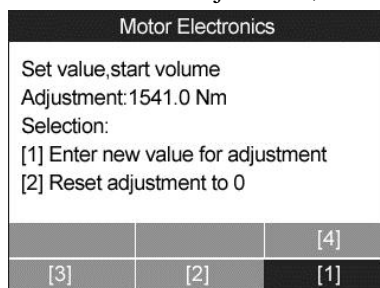 Motor Electronics
Set value,start volume
Adjustment:1541.0 Nm
Selection:
[1] Enter new value for adjustment
[2] Reset adjustment to 0
[4]
[3] [2] [1]